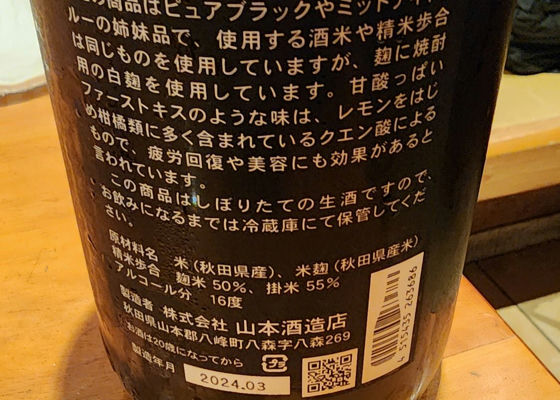 の商品はピュアブラックやミッドナイト
ルーの姉妹品で、使用する酒米や精米歩合
は同じものを使用していますが、麹に焼酎
用の白麹を使用しています。甘酸っぱい
ファーストキスのような味は、レモンをはじ
め柑橘類に多く含まれているクエン酸による
もので、疲労回復や美容にも効果があると
言われています。
この商品はしぼりたての生酒ですので、
お飲みになるまでは冷蔵庫にて保管してくだ
さい。
原材料名 米(秋田県産)、米麹(秋田県産米)
精米歩合 麹米50%、掛米55%
アルコール分 16度
製造者 株式会社 山本酒造店
秋田県山本郡八峰町八森字八森269
お酒は20歳になってから
製造年月 2024.03
紙パック
4 515435 263686